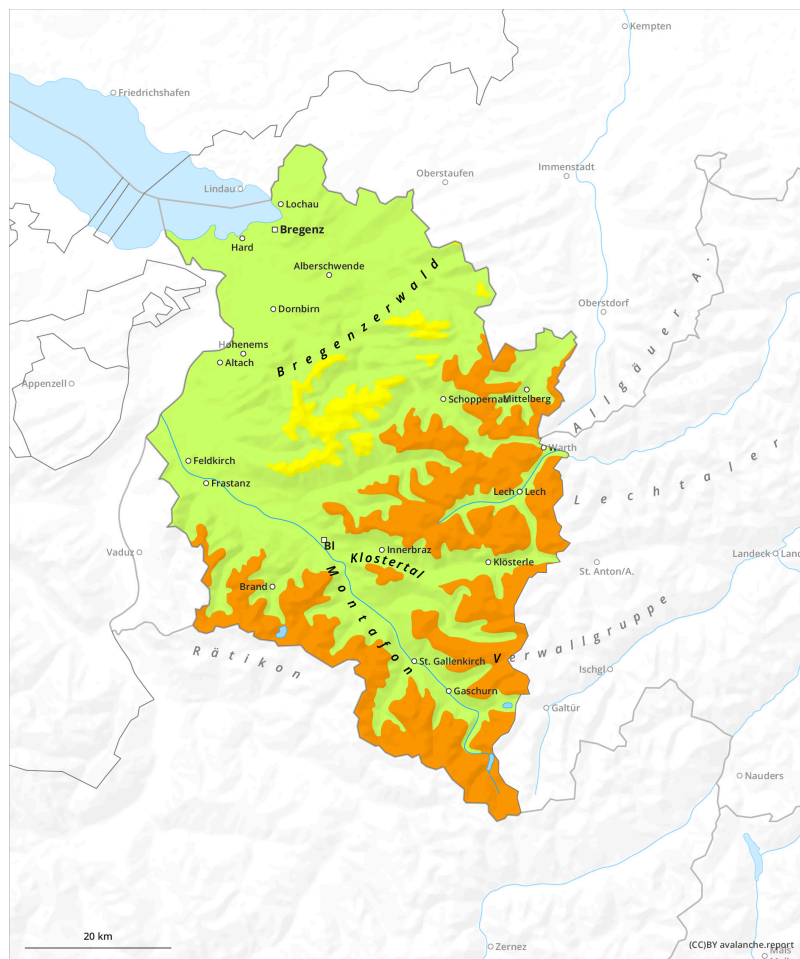 Kempten
Friedrichshafen
Oberstaufen
Immenstadt
Lindau
Lochau
Bregenz
Hard
Alberschwende
Bregenzerwald
Allgäuer A.
Oberstdorf
Dornbirn
Hohenems
Altach
Appenzell
Schoppernau
Mittelberg
Warth
Feldkirch
Frastanz
Lech
Lech
Lechtaler
Vaduz
Bl
Innerbraz
Klostertal
Klösterle
St. Anton/A.
Landeck
Brand
Montafon
Verwallgruppe
Rätikon
St. Gallenkirch
Ischgl
Gaschurn
Galtür
Nauders
20 km
Zernez
(CC)BY avalanche.report